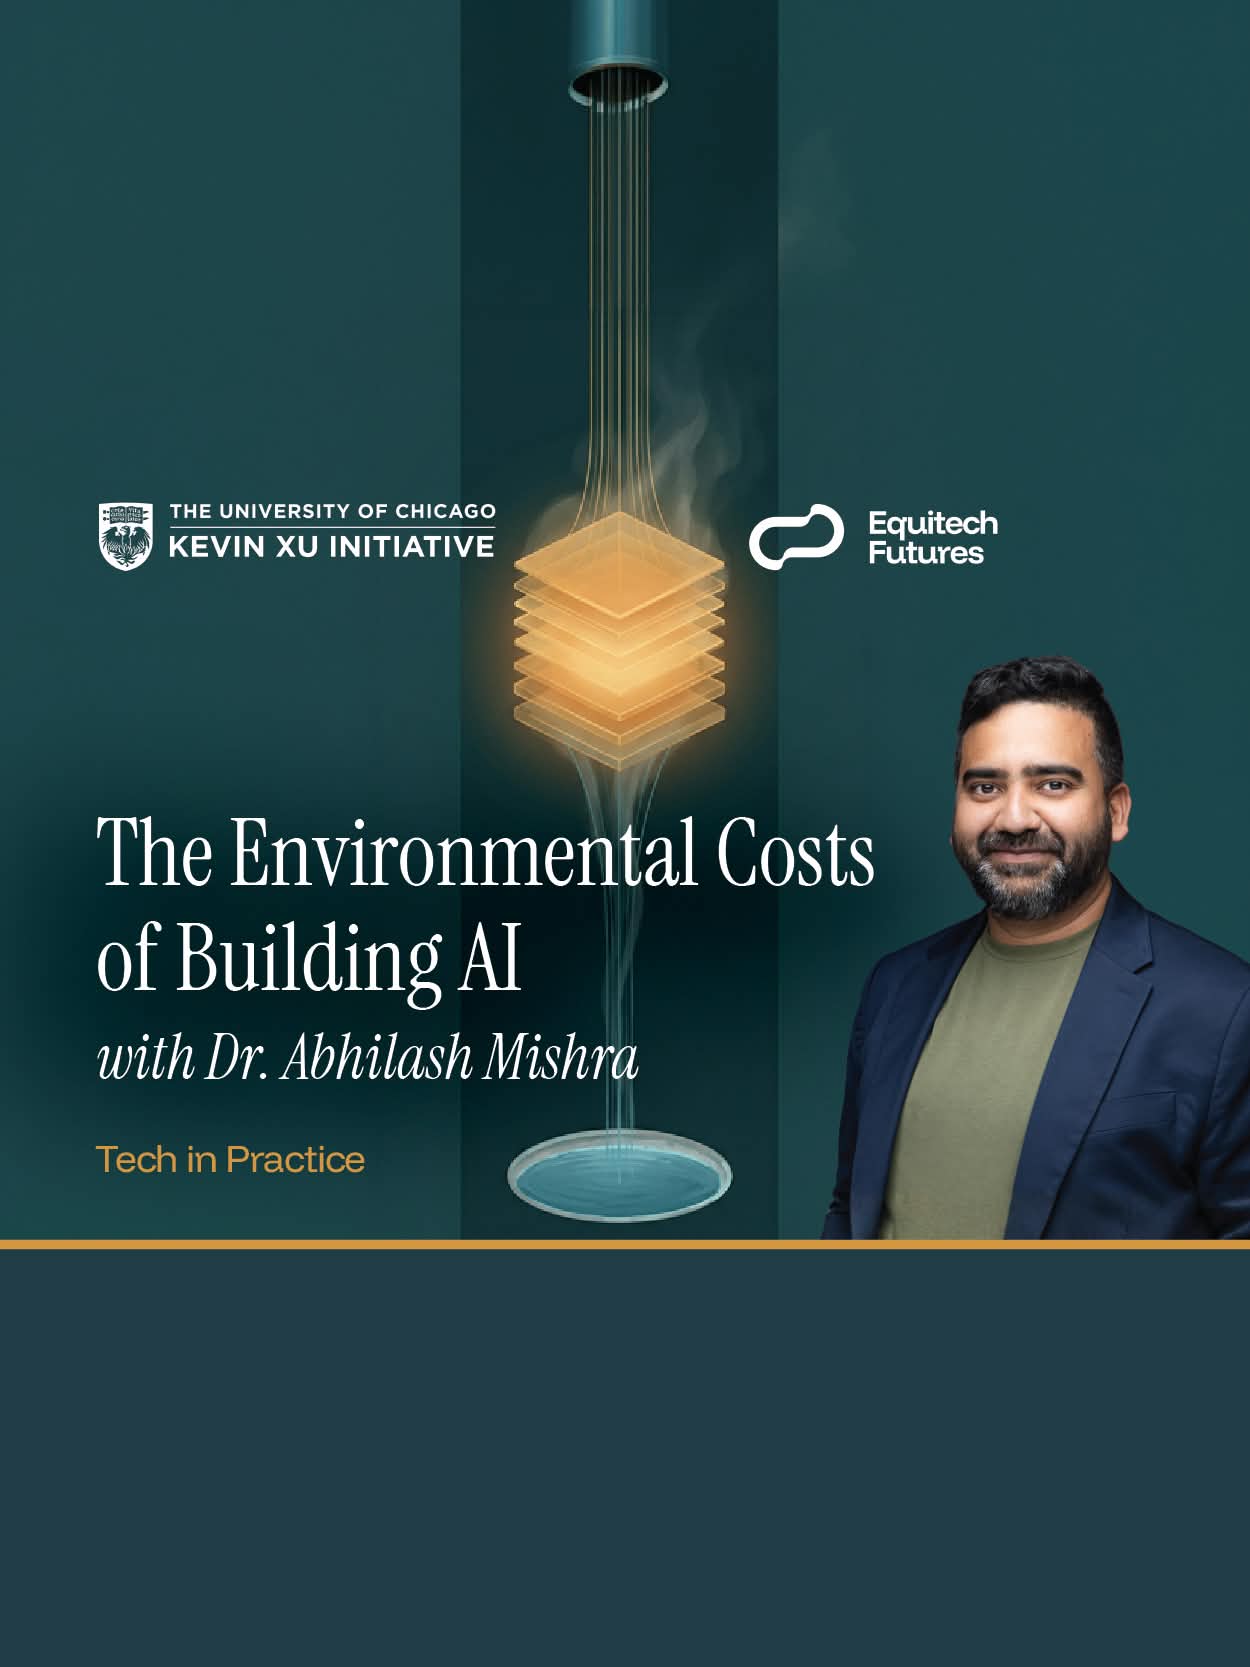 THE UNIVERSITY OF CHICAGO
KEVIN XU INITIATIVE
Equitech
Futures
The Environmental Costs
of Building AI
with Dr. Abhilash Mishra
Tech in Practice